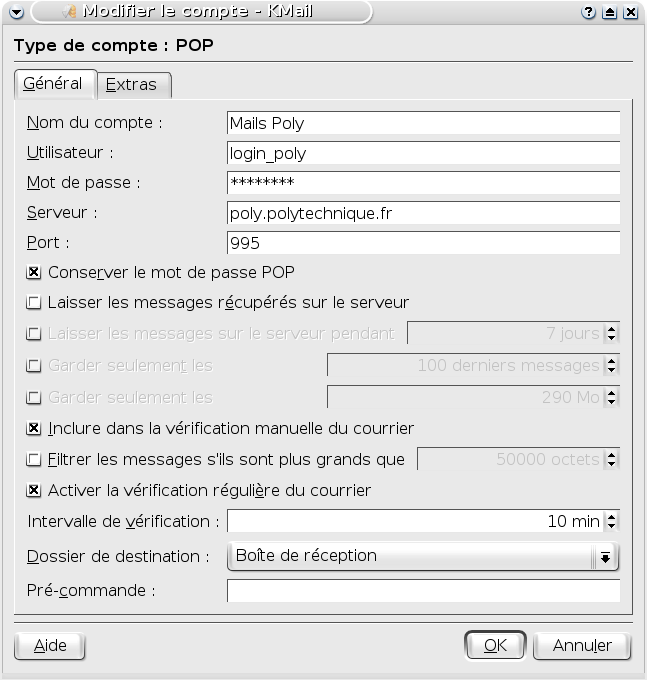 Modifier le compte - KMail
Type de compte : POP
Général Extras
Nom du compte : Mails Poly
Utilisateur : login_poly
Mot de passe : ********
Serveur : poly.polytechnique.fr
Port : 995
Conserver le mot de passe POP
Laisser les messages récupérés sur le serveur
Laisser les messages sur le serveur pendant 7 jours
Garder seulement les 100 derniers messages
Garder seulement les 290 Mo
Inclure dans la vérification manuelle du courrier
Filtrer les messages s'ils sont plus grands que 50000 octets
Activer la vérification régulière du courrier
Intervalle de vérification : 10 min
Dossier de destination : Boîte de réception
Pré-commande :
Aide OK Annuler